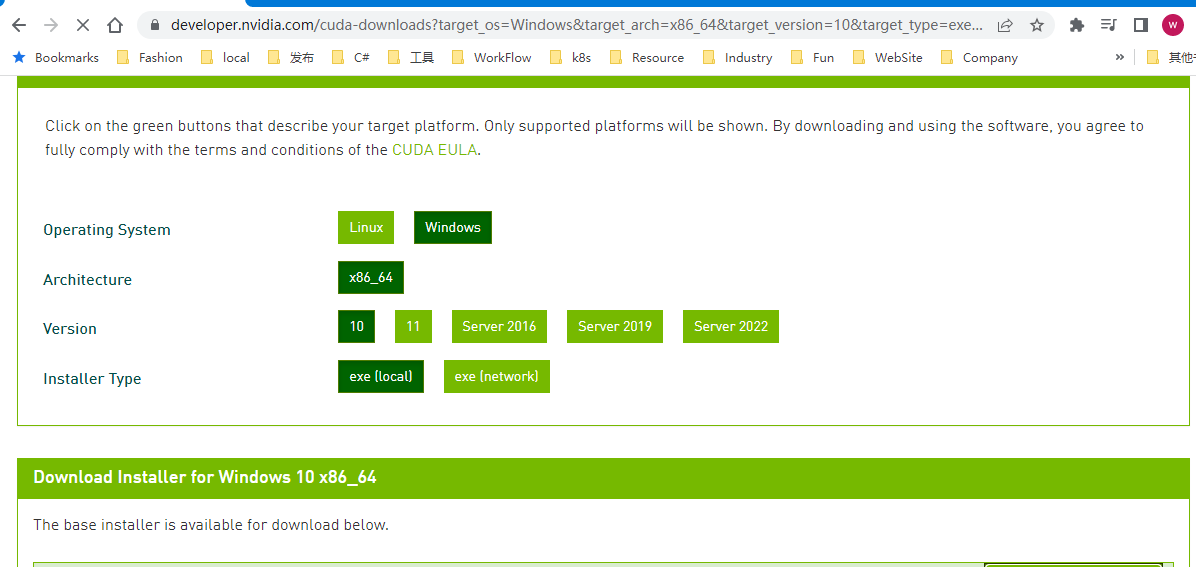 developer.nvidia.com/cuda-downloads?target_os=Windows&target_arch=x86_64&target_version=10&target_type=exe...
W
Bookmarks Fashion local 发布 C# 工具 WorkFlow k8s Resource Industry Fun WebSite Company » 其他
Click on the green buttons that describe your target platform. Only supported platforms will be shown. By downloading and using the software, you agree to
fully comply with the terms and conditions of the CUDA EULA.
Operating System Linux Windows
Architecture x86_64
Version 10 11 Server 2016 Server 2019 Server 2022
Installer Type exe (local) exe (network)
Download Installer for Windows 10 x86_64
The base installer is available for download below.